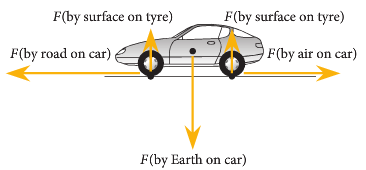 F(by surface on tyre)
F(by surface on tyre)
F(by road on car)
F(by air on car)
F(by Earth on car)